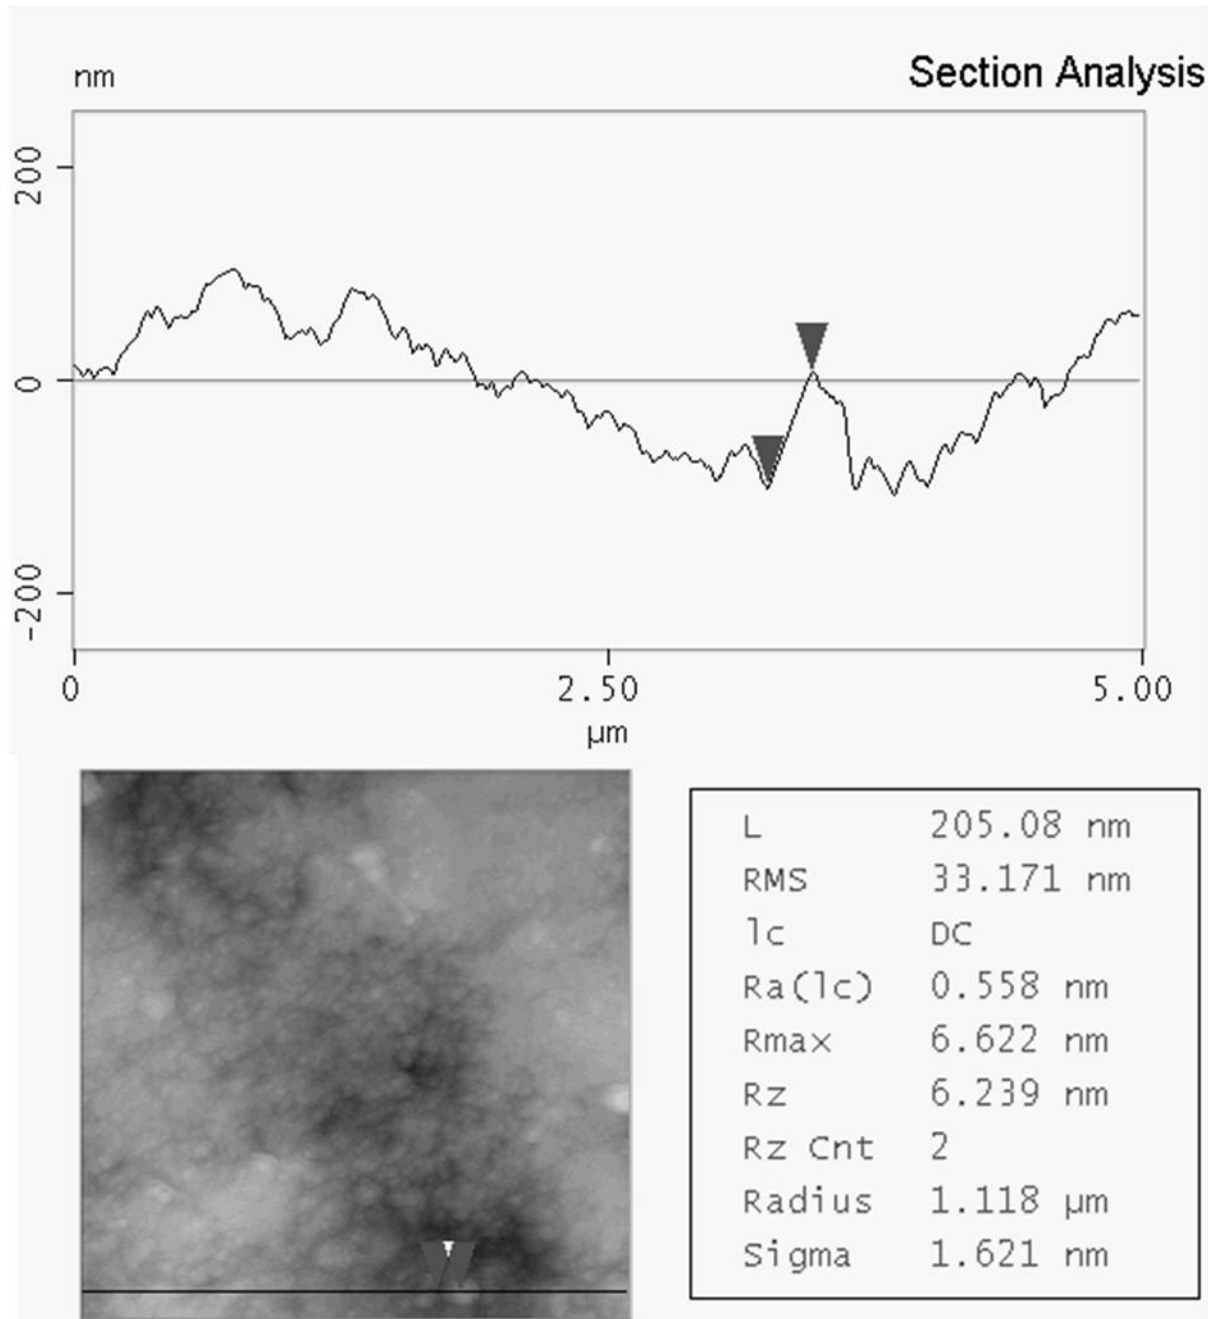 nm
Section Analysis
200
0
-200
0 2.50 5.00
µm
L 205.08 nm
RMS 33.171 nm
lc DC
Ra(lc) 0.558 nm
Rmax 6.622 nm
Rz 6.239 nm
Rz Cnt 2
Radius 1.118 µm
Sigma 1.621 nm